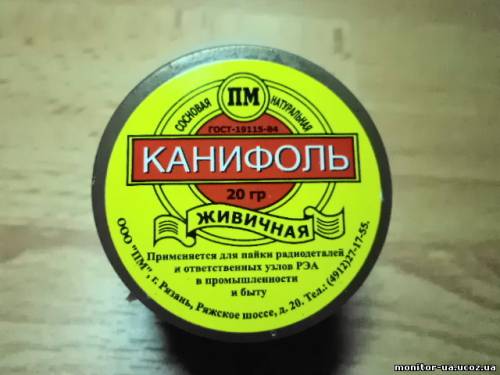 СОСНОВАЯ
ПМ
НАТУРАЛЬНАЯ
ГОСТ-19115-84
КАНИФОЛЬ
20 гр
ЖИВИЧНАЯ
Применяется для пайки радиодеталей
и ответственных узлов РЭА
в промышленности
и быту
ООО "ПМ", г. Рязань, Ряжское шоссе, д. 20. Тел.: (4912)27-17-55.
monitor-ua.ucoz.ua